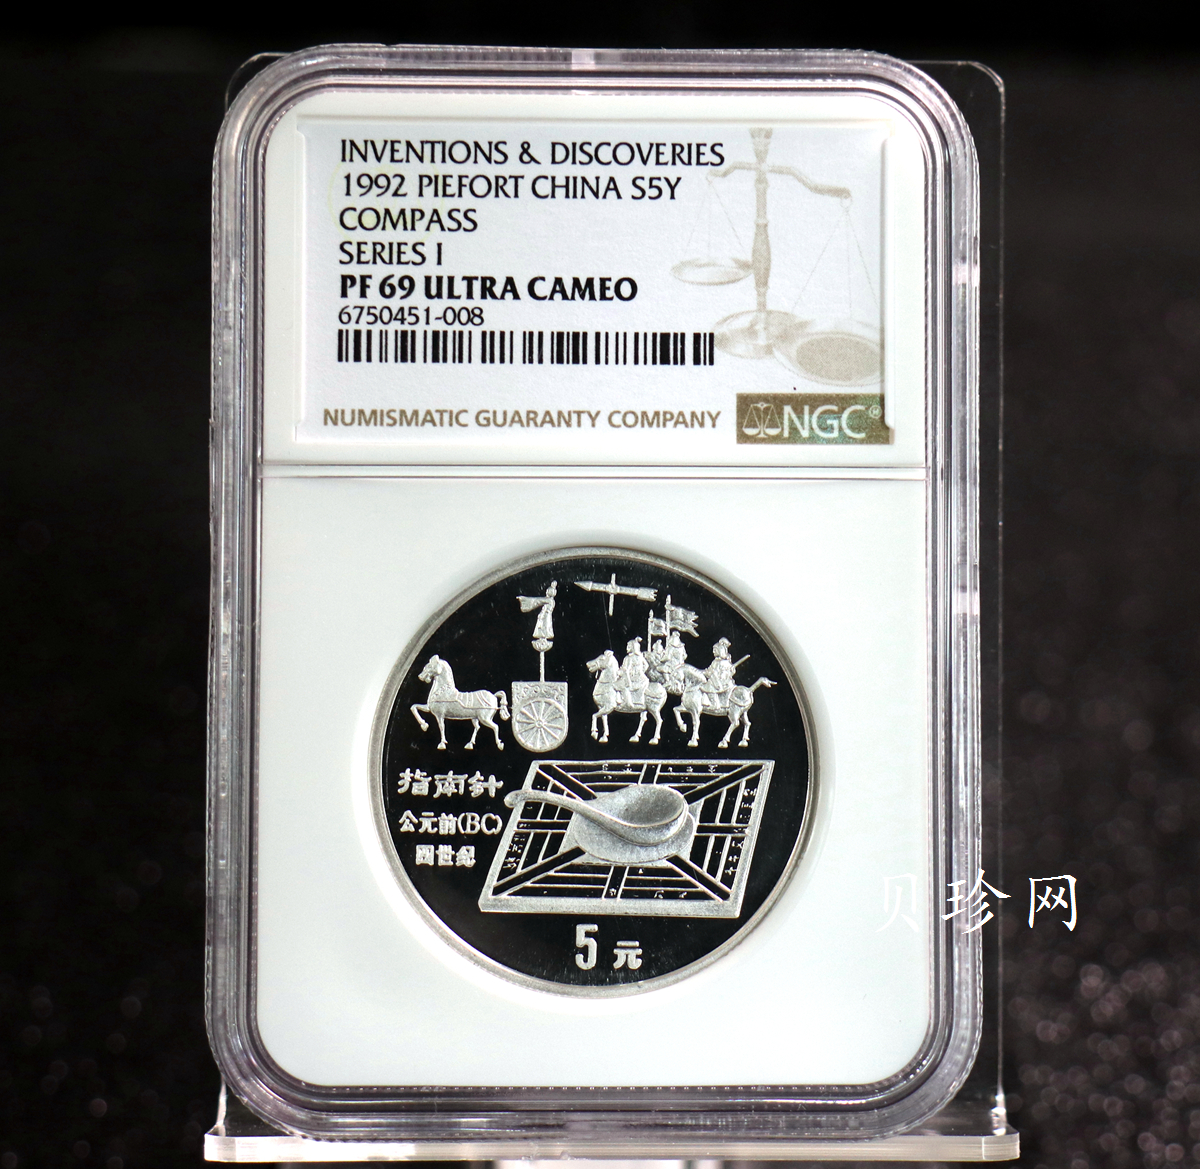 INVENTIONS & DISCOVERIES
1992 PIEFORT CHINA S5Y
COMPASS
SERIES I
PF 69 ULTRA CAMEO
6750451-008
NUMISMATIC GUARANTY COMPANY
NGC®
指南针
公元前(BC)
四世纪
5元
贝珍网